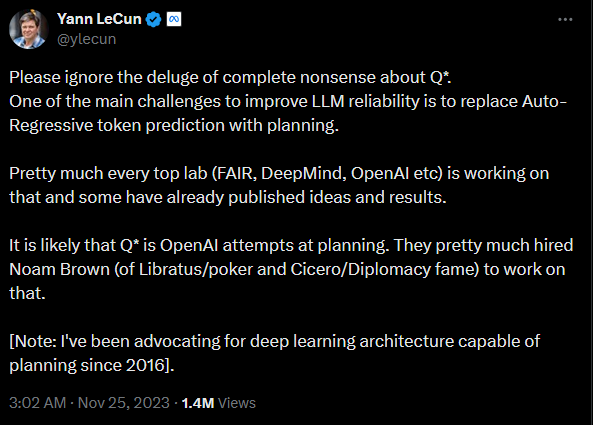 Yann LeCun
@ylecun
Please ignore the deluge of complete nonsense about Q*.
One of the main challenges to improve LLM reliability is to replace Auto-
Regressive token prediction with planning.
Pretty much every top lab (FAIR, DeepMind, OpenAI etc) is working on
that and some have already published ideas and results.
It is likely that Q* is OpenAI attempts at planning. They pretty much hired
Noam Brown (of Libratus/poker and Cicero/Diplomacy fame) to work on
that.
[Note: I've been advocating for deep learning architecture capable of
planning since 2016].
3:02 AM · Nov 25, 2023 · 1.4M Views